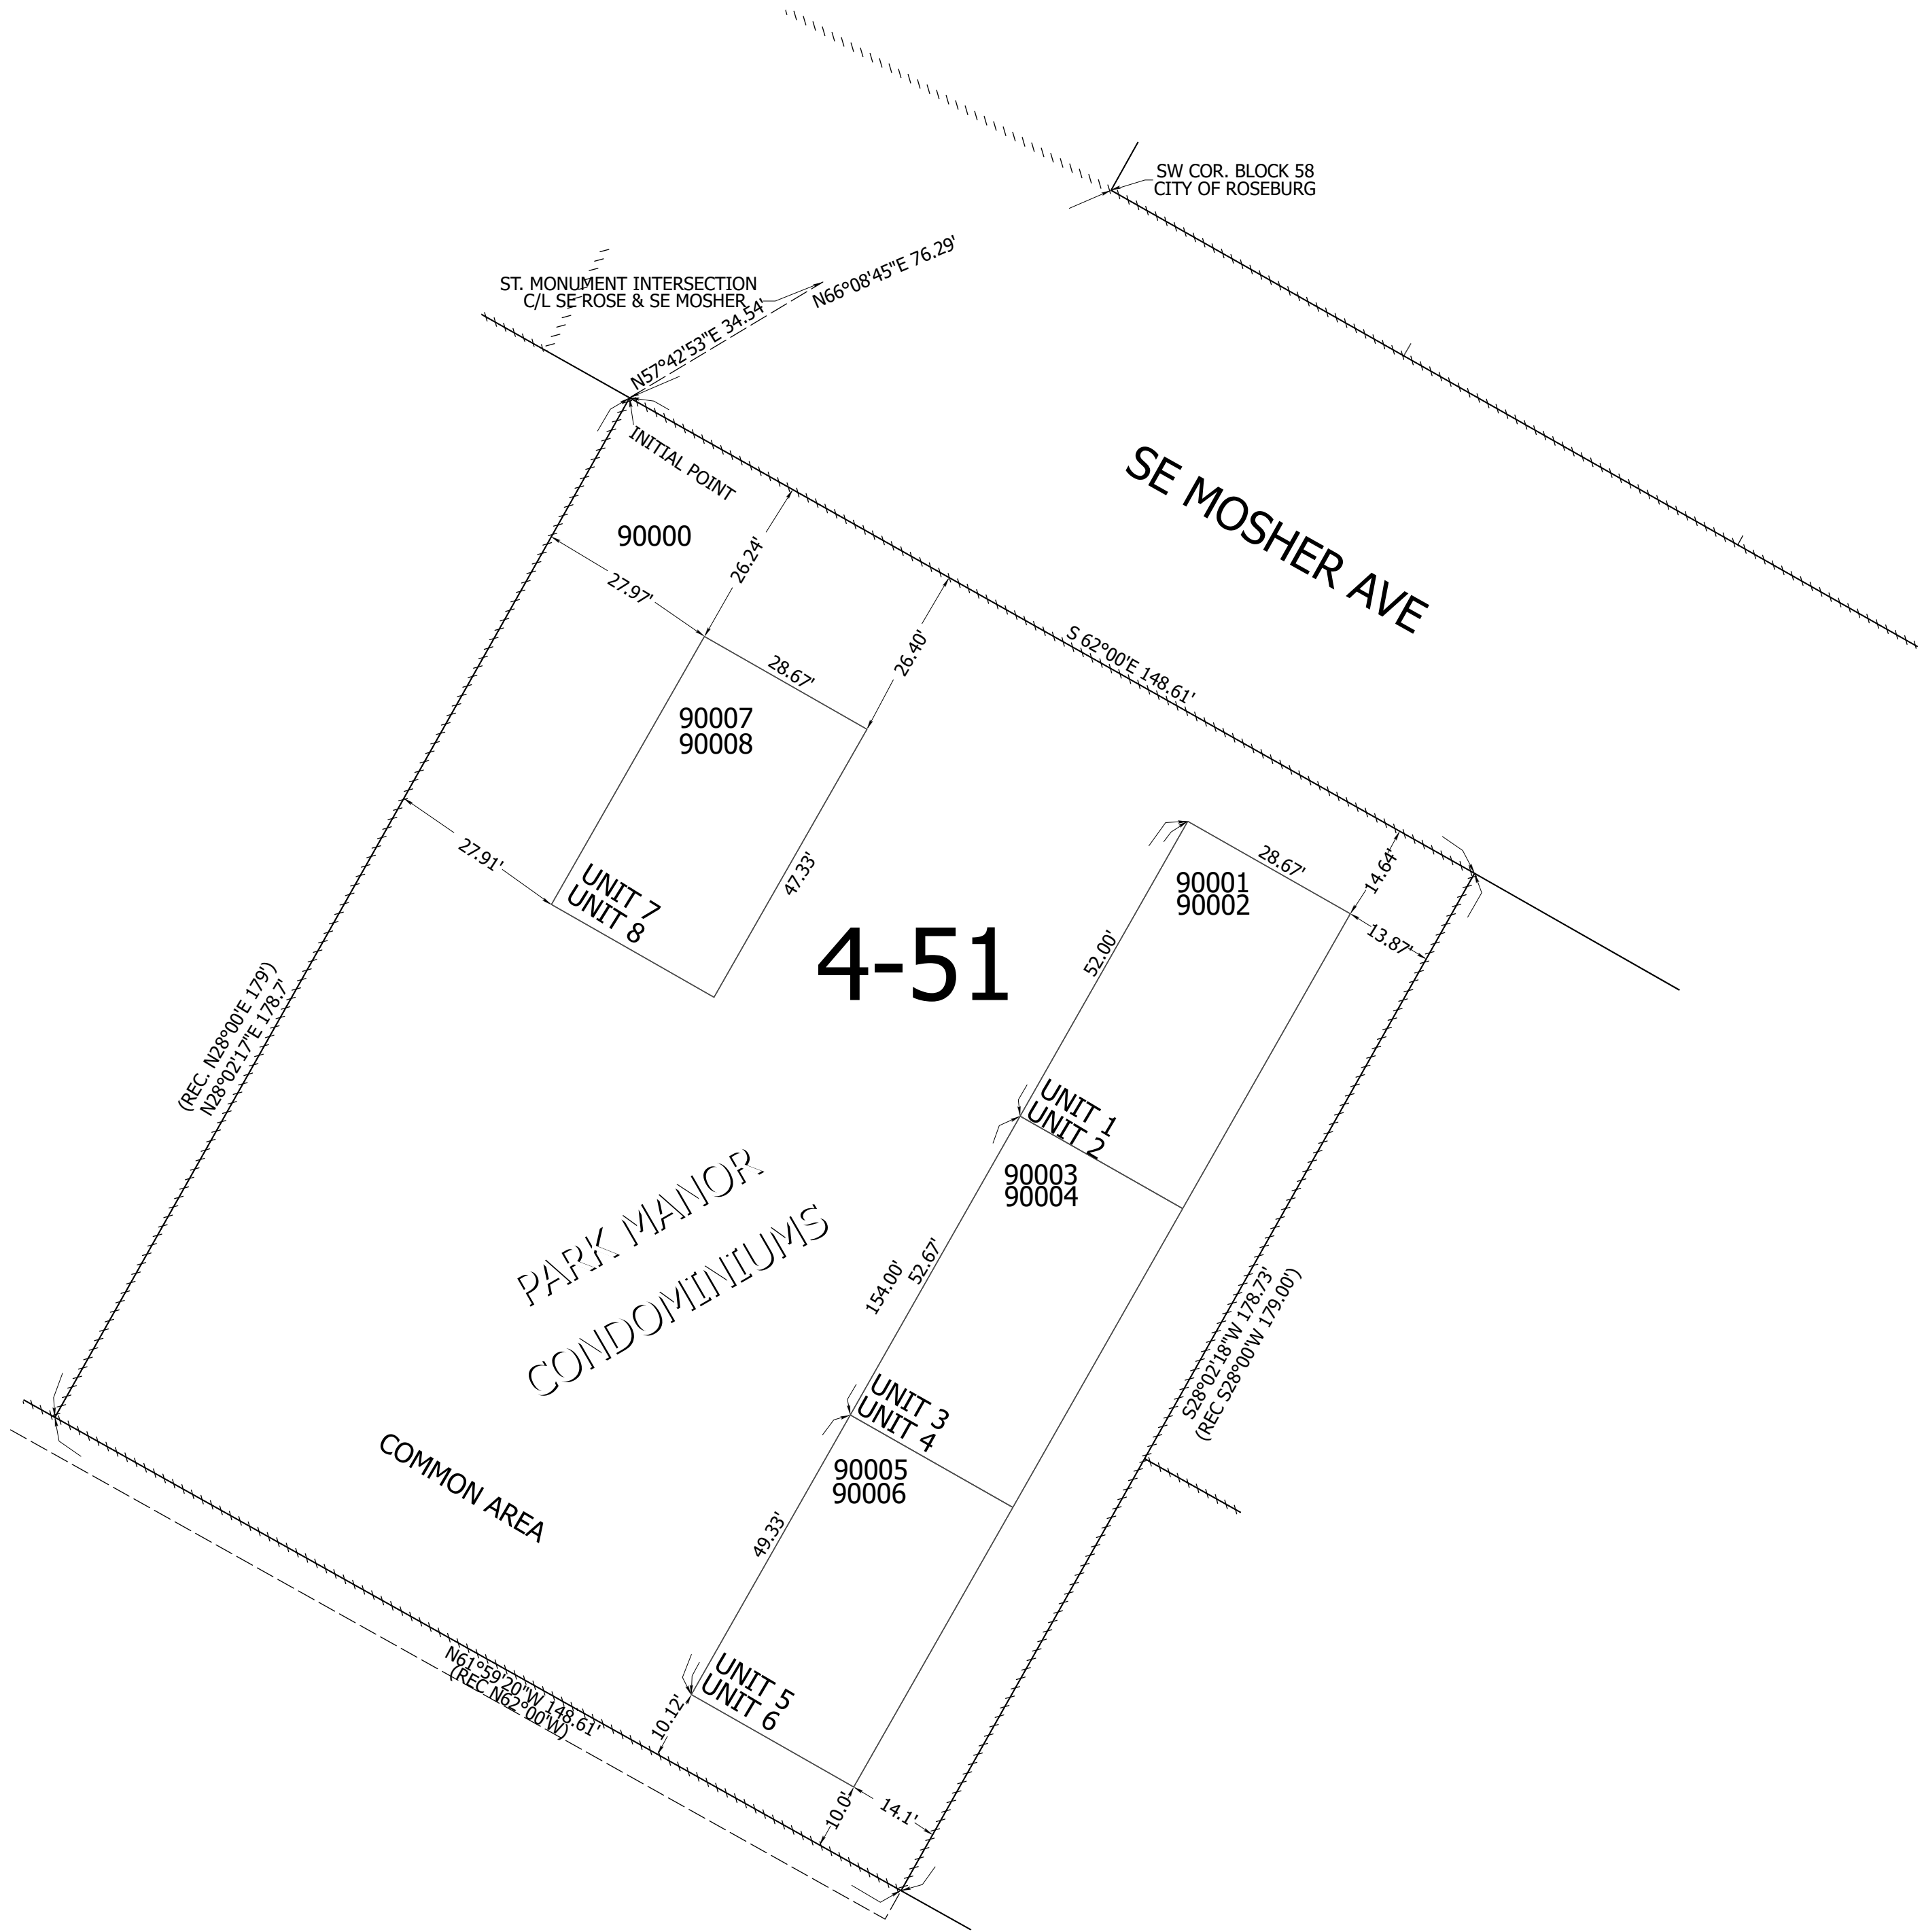 SW COR. BLOCK 58
CITY OF ROSEBURG
ST. MONUMENT INTERSECTION
C/L SE ROSE & SE MOSHER
N66°08'45"E 76.29'
N57°42'53"E 34.54'
INITIAL POINT
SE MOSHER AVE
90000
26.24'
27.97'
26.40'
28.67'
S 62°00'E 148.61'
90007
90008
27.91'
UNIT 7
UNIT 8
47.33'
4-51
28.67'
14.64'
90001
90002
13.87'
52.00'
(REC. N28°00'E 179')
N28°02'17"E 178.7'
UNIT 1
UNIT 2
90003
90004
PARK MANOR
CONDOMINIUMS
154.00'
52.67'
S28°02'18"W 178.73'
(REC S28°00'W 179.00')
UNIT 3
UNIT 4
90005
90006
COMMON AREA
49.33'
N61°59'20"W 148.61'
(REC N62°00'W)
UNIT 5
UNIT 6
10.12'
10.0'
14.1'